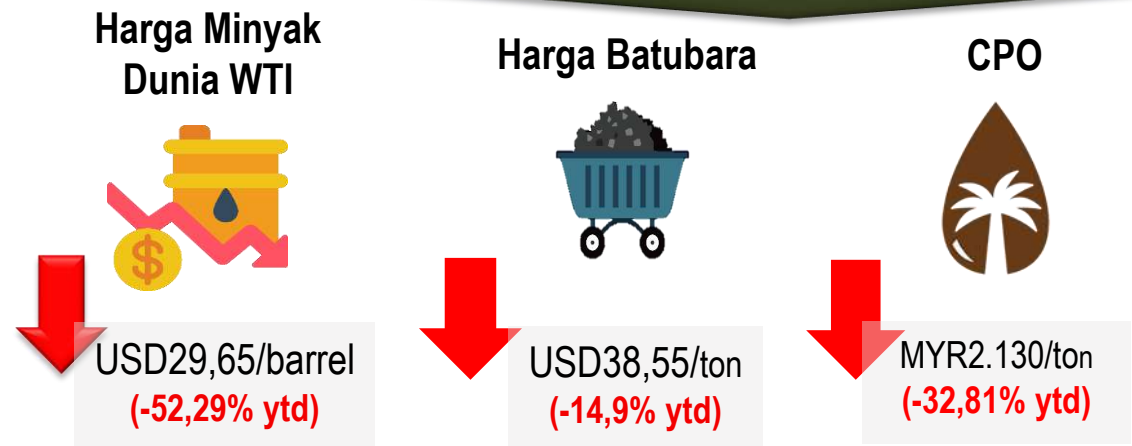 Harga Minyak
Dunia WTI
$
USD29,65/barrel
(-52,29% ytd)
Harga Batubara
USD38,55/ton
(-14,9% ytd)
CPO
MYR2.130/ton
(-32,81% ytd)